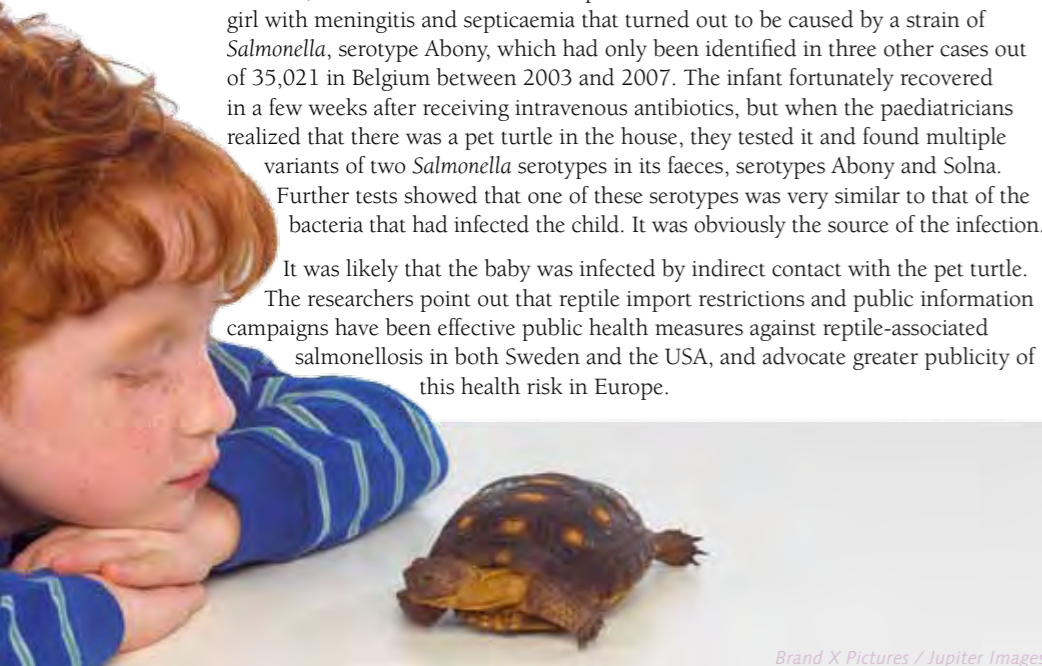 girl with meningitis and septicaemia that turned out to be caused by a strain of
Salmonella, serotype Abony, which had only been identified in three other cases out
of 35,021 in Belgium between 2003 and 2007. The infant fortunately recovered
in a few weeks after receiving intravenous antibiotics, but when the paediatricians
realized that there was a pet turtle in the house, they tested it and found multiple
variants of two Salmonella serotypes in its faeces, serotypes Abony and Solna.
Further tests showed that one of these serotypes was very similar to that of the
bacteria that had infected the child. It was obviously the source of the infection.
It was likely that the baby was infected by indirect contact with the pet turtle.
The researchers point out that reptile import restrictions and public information
campaigns have been effective public health measures against reptile-associated
salmonellosis in both Sweden and the USA, and advocate greater publicity of
this health risk in Europe.
Brand X Pictures / Jupiter Images